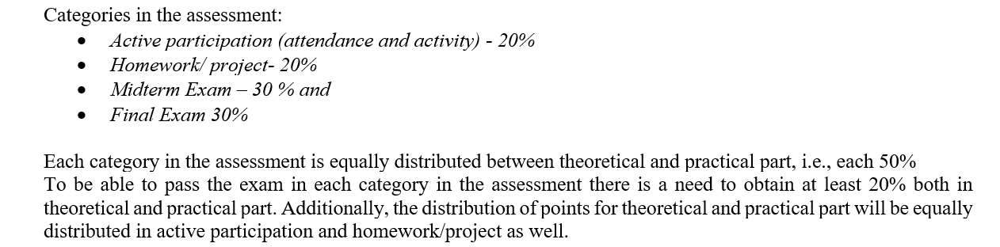 Categories in the assessment:
• Active participation (attendance and activity) - 20%
• Homework/ project- 20%
• Midterm Exam – 30 % and
• Final Exam 30%
Each category in the assessment is equally distributed between theoretical and practical part, i.e., each 50%
To be able to pass the exam in each category in the assessment there is a need to obtain at least 20% both in
theoretical and practical part. Additionally, the distribution of points for theoretical and practical part will be equally
distributed in active participation and homework/project as well.